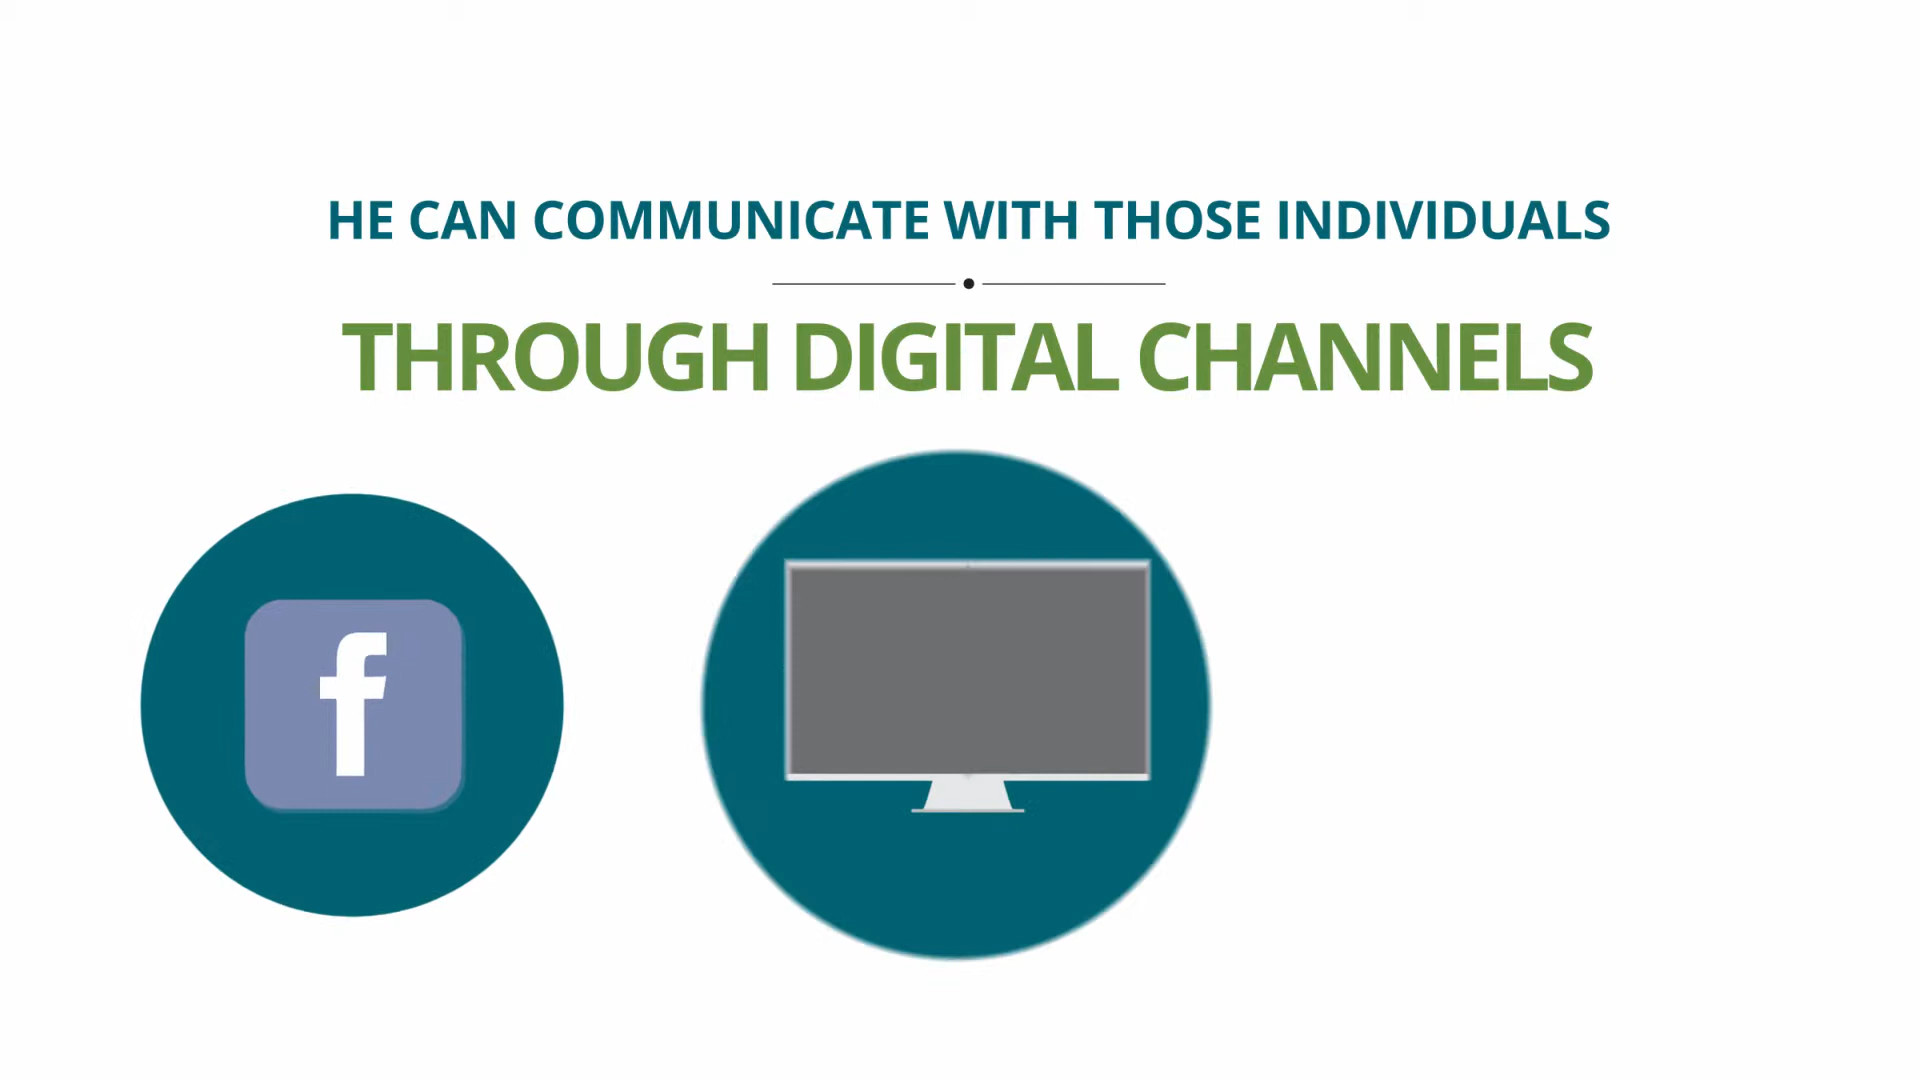 HE CAN COMMUNICATE WITH THOSE INDIVIDUALS
THROUGH DIGITAL CHANNELS
f